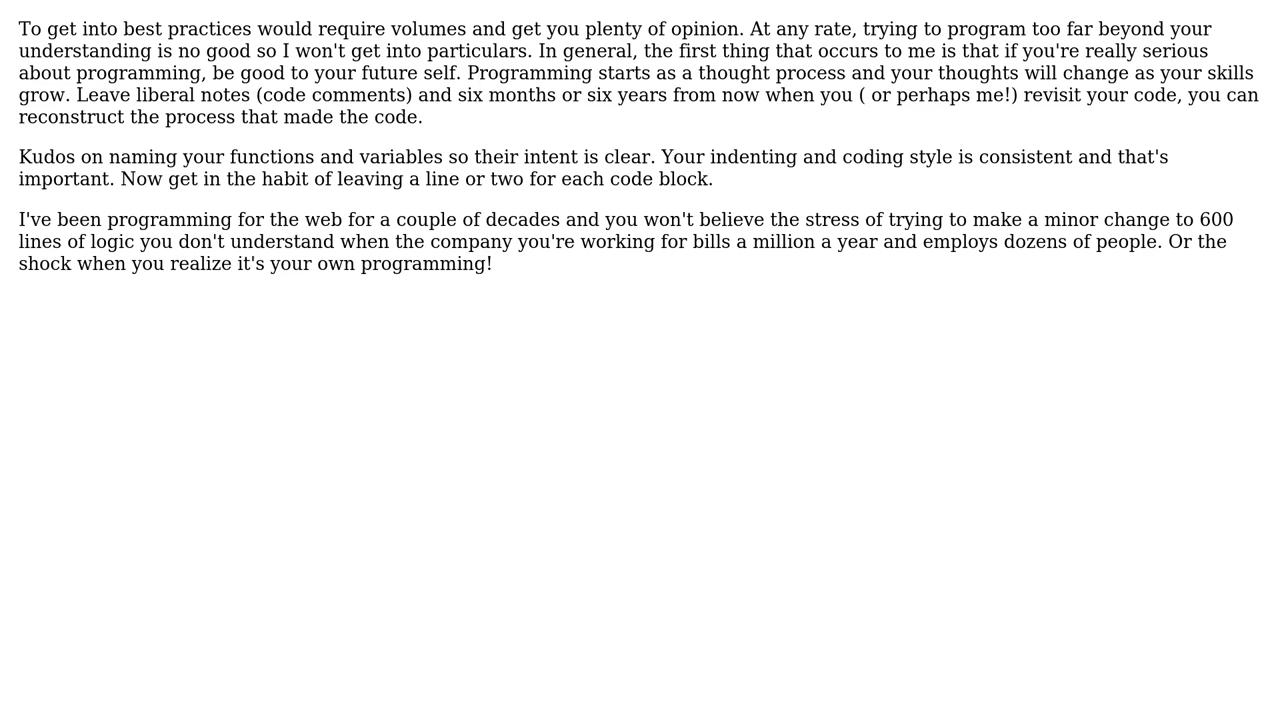 To get into best practices would require volumes and get you plenty of opinion. At any rate, trying to program too far beyond your
understanding is no good so I won't get into particulars. In general, the first thing that occurs to me is that if you're really serious
about programming, be good to your future self. Programming starts as a thought process and your thoughts will change as your skills
grow. Leave liberal notes (code comments) and six months or six years from now when you ( or perhaps me!) revisit your code, you can
reconstruct the process that made the code.
Kudos on naming your functions and variables so their intent is clear. Your indenting and coding style is consistent and that's
important. Now get in the habit of leaving a line or two for each code block.
I've been programming for the web for a couple of decades and you won't believe the stress of trying to make a minor change to 600
lines of logic you don't understand when the company you're working for bills a million a year and employs dozens of people. Or the
shock when you realize it's your own programming!